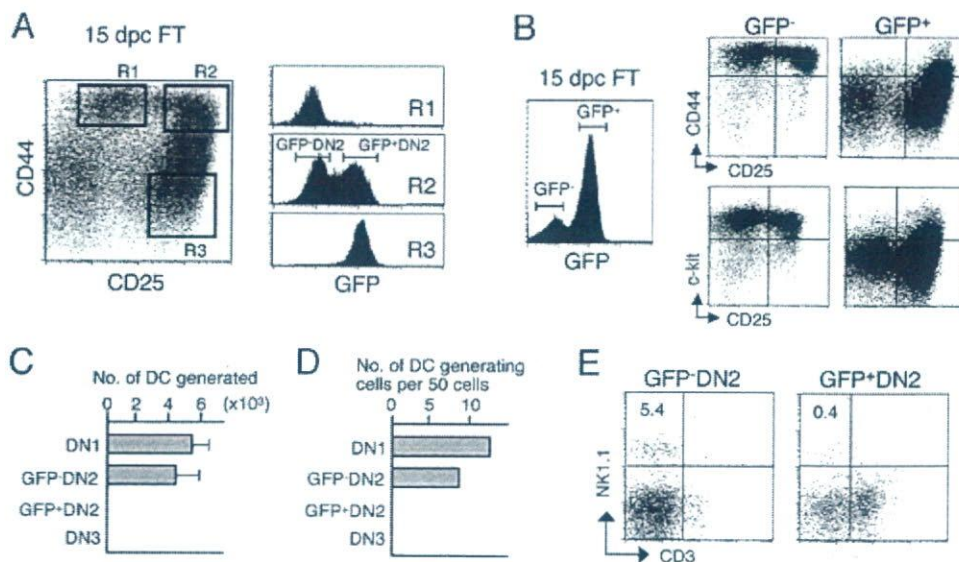 A
15 dpc FT
R1
R2
R3
CD44
CD25
R1
GFP⁻DN2
GFP⁺DN2
R2
R3
GFP
B
15 dpc FT
GFP⁺
GFP⁻
GFP
GFP⁻
GFP⁺
CD44
CD25
c-kit
CD25
C
No. of DC generated
(x10³)
0 2 4 6
DN1
GFP⁻DN2
GFP⁺DN2
DN3
D
No. of DC generating
cells per 50 cells
0 5 10
DN1
GFP⁻DN2
GFP⁺DN2
DN3
E
GFP⁻DN2
GFP⁺DN2
5.4
0.4
NK1.1
CD3